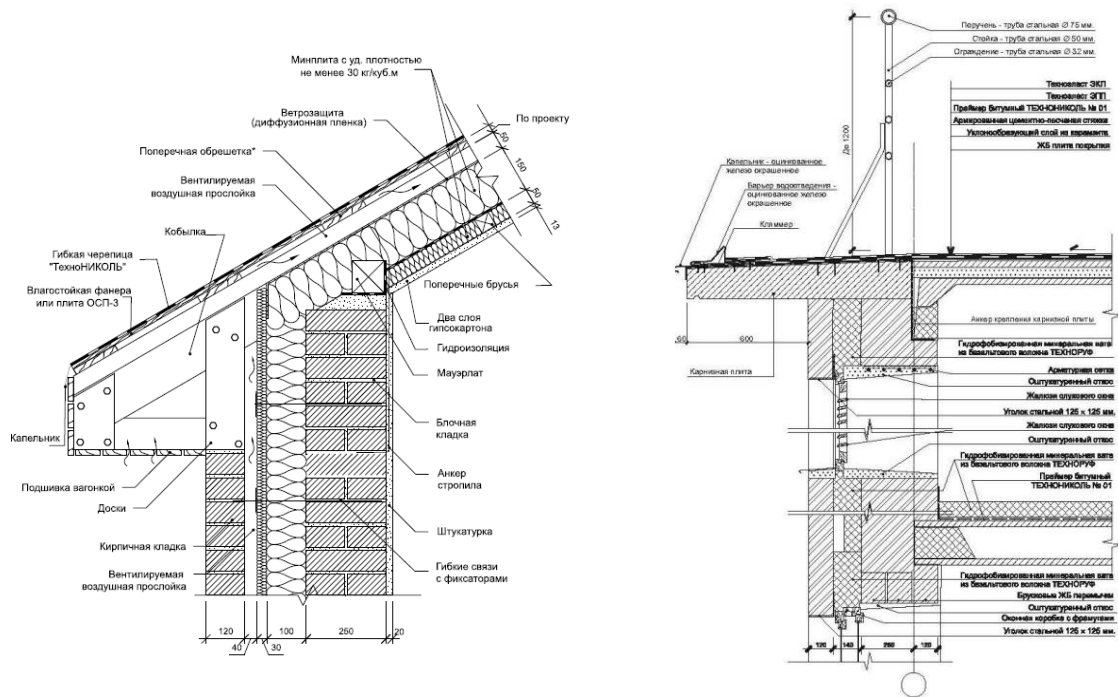 Минплита с уд. плотностью
не менее 30 кг/куб.м
Ветрозащита
(диффузионная пленка)
По проекту
Поперечная обрешетка*
Вентилируемая
воздушная прослойка
Кобылка
Гибкая черепица
"ТехноНИКОЛЬ"
Влагостойкая фанера
или плита ОСП-3
50
150
50
13
Поперечные брусья
Два слоя
гипсокартона
Гидроизоляция
Мауэрлат
Блочная
кладка
Анкер
стропила
Штукатурка
Гибкие связи
с фиксаторами
Капельник
Подшивка вагонкой
Доски
Кирпичная кладка
Вентилируемая
воздушная прослойка
120
40
30
100
250
20
Поручень - труба стальная Ø 75 мм.
Стойка - труба стальная Ø 50 мм.
Ограждение - труба стальная Ø 32 мм.
До 1200
Техноэласт ЭКП
Техноэласт ЭПП
Праймер битумный ТЕХНОНИКОЛЬ № 01
Армированная цементно-песчаная стяжка
Уклонообразующий слой из керамзита
ЖБ плита покрытия
Капельник - оцинкованное
железо окрашенное
Барьер водоотведения -
оцинкованное железо
окрашенное
Кляммер
600
Карнизная плита
Анкер крепления карнизной плиты
Гидрофобизированная минеральная вата
из базальтового волокна ТЕХНОРУФ
Арматурная сетка
Оштукатуренный откос
Жалюзи слухового окна
Уголок стальной 125 x 125 мм.
Жалюзи слухового окна
Оштукатуренный откос
Гидрофобизированная минеральная вата
из базальтового волокна ТЕХНОРУФ
Праймер битумный
ТЕХНОНИКОЛЬ № 01
Гидрофобизированная минеральная вата
из базальтового волокна ТЕХНОРУФ
Брусковые ЖБ перемычки
Оштукатуренный откос
Оконная коробка с фрамугами
Уголок стальной 125 x 125 мм.
120
140
120